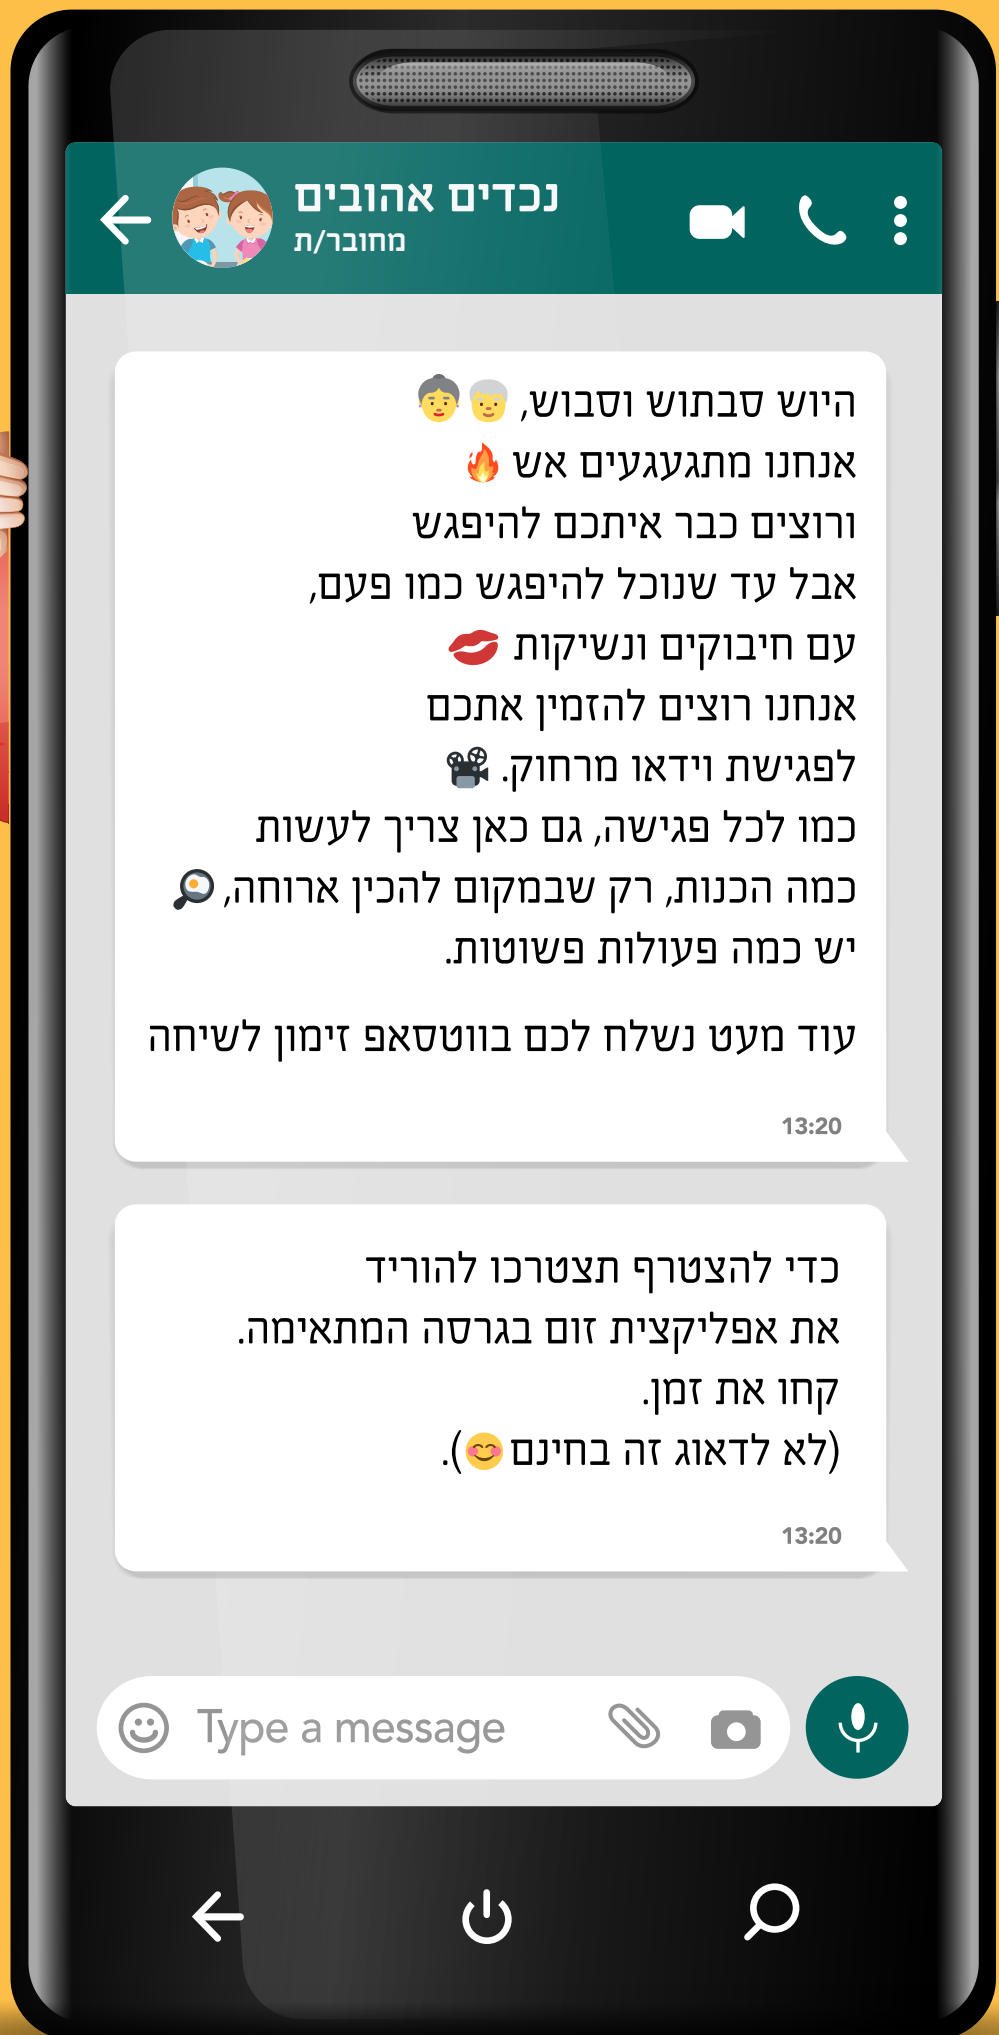 נכדים אהובים
מחובר/ת
היוש סבתוש וסבוש, 👴👵
אנחנו מתגעגעים אש 🔥
ורוצים כבר איתכם להיפגש
אבל עד שנוכל להיפגש כמו פעם,
עם חיבוקים ונשיקות 💋
אנחנו רוצים להזמין אתכם
לפגישת וידאו מרחוק. 🎥
כמו לכל פגישה, גם כאן צריך לעשות
כמה הכנות, רק שבמקום להכין ארוחה, 🍳
יש כמה פעולות פשוטות.
עוד מעט נשלח לכם בווטסאפ זימון לשיחה
13:20
כדי להצטרף תצטרכו להוריד
את אפליקצית זום בגרסה המתאימה.
קחו את זמן.
(לא לדאוג זה בחינם😊).
13:20
Type a message